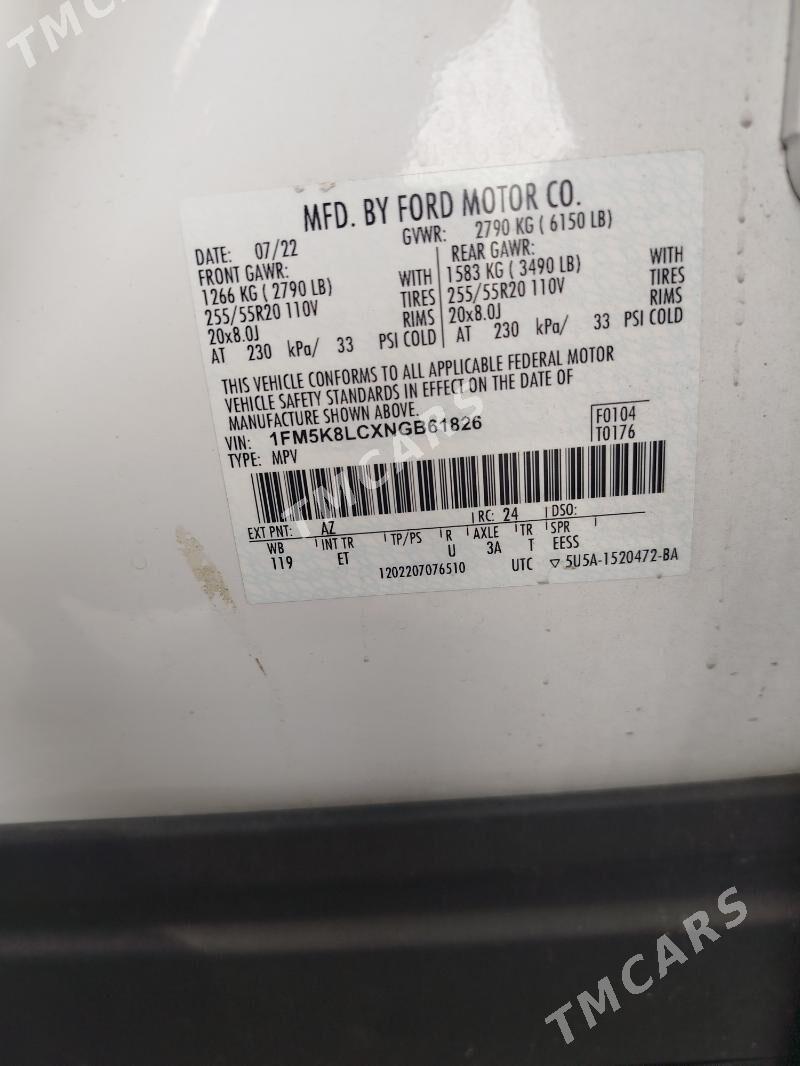 TMCARS
MFD. BY FORD MOTOR CO.
DATE: 07/22 GVWR: 2790 KG ( 6150 LB)
FRONT GAWR: REAR GAWR:
1266 KG ( 2790 LB) WITH 1583 KG ( 3490 LB) WITH
255/55R20 110V TIRES 255/55R20 110V TIRES
20x8.0J RIMS 20x8.0J RIMS
AT 230 kPa/ 33 PSI COLD AT 230 kPa/ 33 PSI COLD
THIS VEHICLE CONFORMS TO ALL APPLICABLE FEDERAL MOTOR
VEHICLE SAFETY STANDARDS IN EFFECT ON THE DATE OF
MANUFACTURE SHOWN ABOVE.
VIN: 1FM5K8LCXNGB61826 F0104
TYPE: MPV T0176
TMCARS
EXT PNT: AZ RC: 24 DSO:
WB INT TR TP/PS R AXLE TR SPR
119 ET U 3A T EESS
1202207076510 UTC ▽ 5U5A-1520472-BA
TMCARS